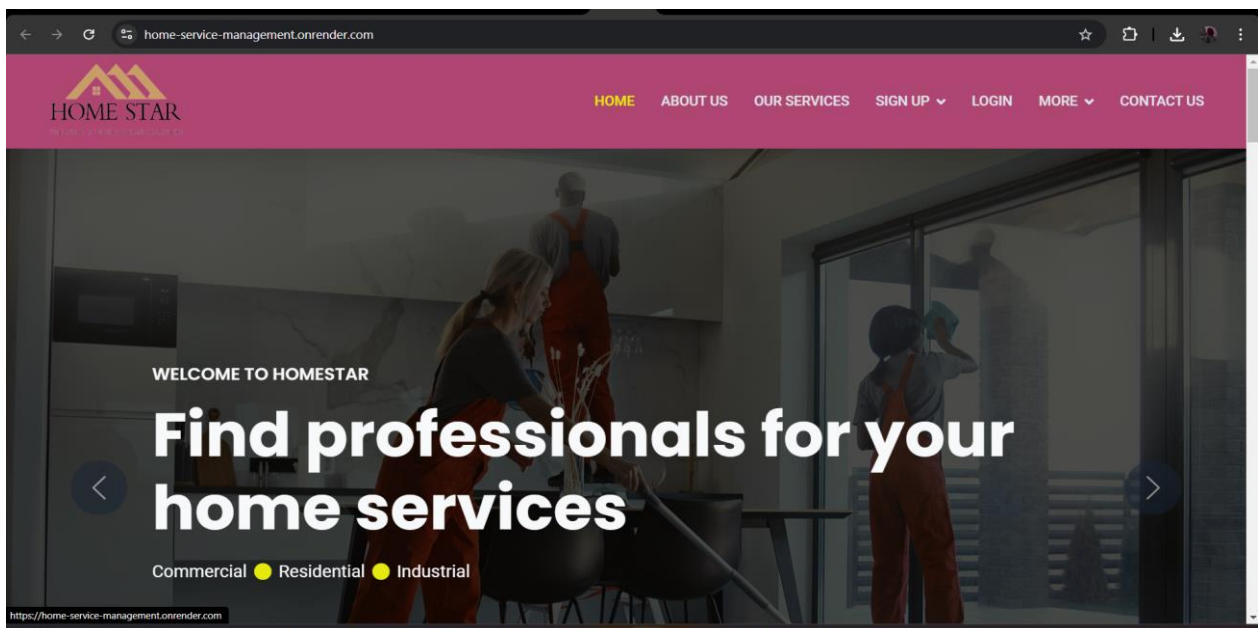 home-service-management.onrender.com
HOME STAR
HOME ABOUT US OUR SERVICES SIGN UP LOGIN MORE CONTACT US
WELCOME TO HOMESTAR
Find professionals for your
home services
Commercial Residential Industrial
https://home-service-management.onrender.com